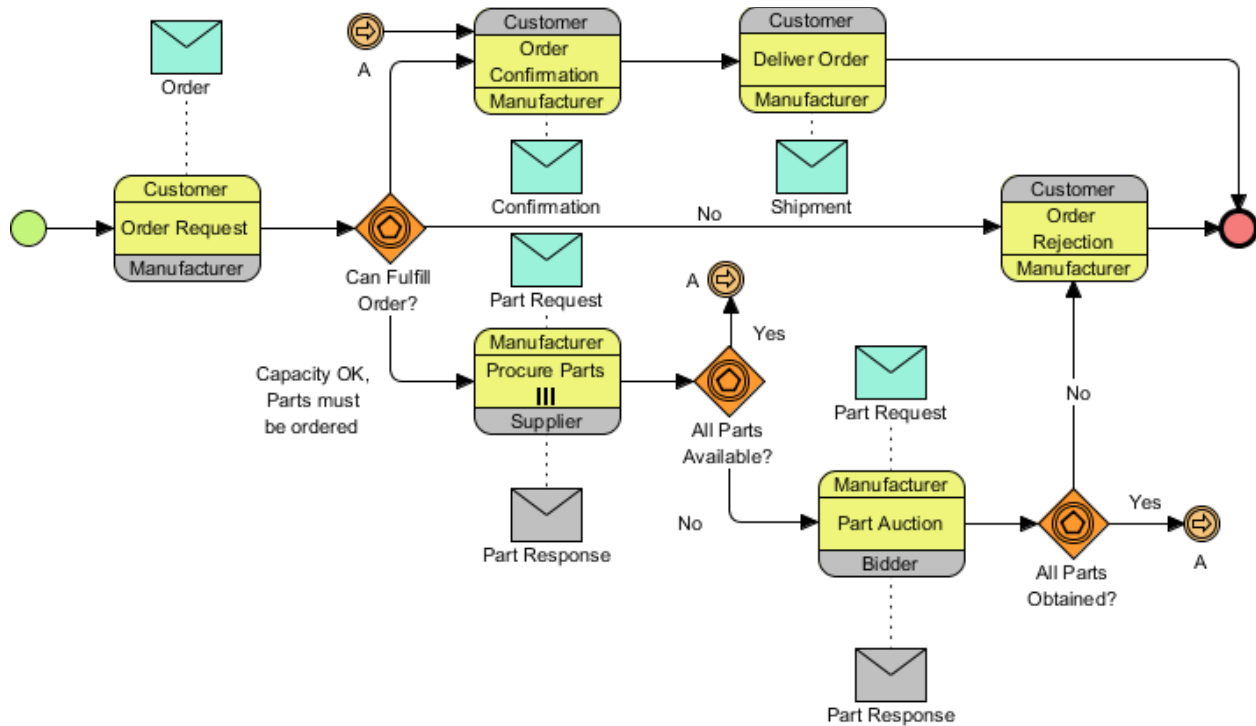 Order
A
Customer
Order
Confirmation
Manufacturer
Confirmation
Customer
Deliver Order
Manufacturer
Shipment
Customer
Order Request
Manufacturer
Can Fulfill
Order?
No
Customer
Order
Rejection
Manufacturer
Capacity OK,
Parts must
be ordered
Part Request
Manufacturer
Procure Parts
Supplier
Part Response
A
Yes
All Parts
Available?
No
Part Request
Manufacturer
Part Auction
Bidder
Part Response
No
Yes
All Parts
Obtained?
A